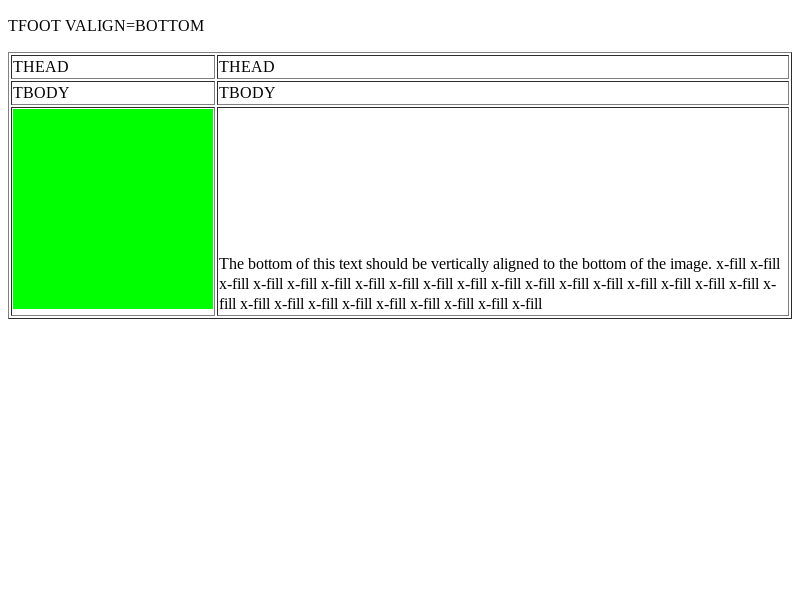 TFOOT VALIGN=BOTTOM
THEAD THEAD
TBODY TBODY
The bottom of this text should be vertically aligned to the bottom of the image. x-fill x-fill
x-fill x-fill x-fill x-fill x-fill x-fill x-fill x-fill x-fill x-fill x-fill x-fill x-fill x-fill x-fill x-fill x-
fill x-fill x-fill x-fill x-fill x-fill x-fill x-fill x-fill x-fill